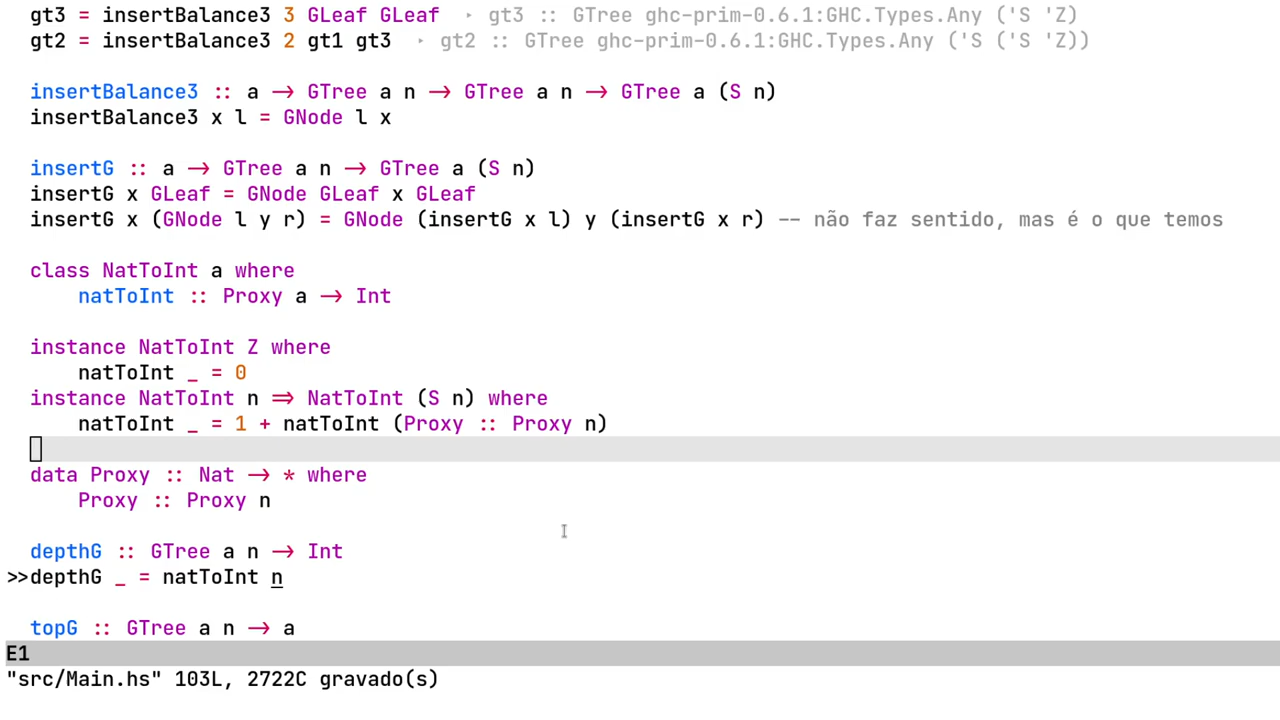 gt3 = insertBalance3 3 GLeaf GLeaf  ‣ gt3 :: GTree ghc-prim-0.6.1:GHC.Types.Any ('S 'Z)
gt2 = insertBalance3 2 gt1 gt3  ‣ gt2 :: GTree ghc-prim-0.6.1:GHC.Types.Any ('S ('S 'Z))
insertBalance3 :: a -> GTree a n -> GTree a n -> GTree a (S n)
insertBalance3 x l = GNode l x
insertG :: a -> GTree a n -> GTree a (S n)
insertG x GLeaf = GNode GLeaf x GLeaf
insertG x (GNode l y r) = GNode (insertG x l) y (insertG x r) -- não faz sentido, mas é o que temos
class NatToInt a where
    natToInt :: Proxy a -> Int
instance NatToInt Z where
    natToInt _ = 0
instance NatToInt n => NatToInt (S n) where
    natToInt _ = 1 + natToInt (Proxy :: Proxy n)
data Proxy :: Nat -> * where
    Proxy :: Proxy n
depthG :: GTree a n -> Int
>>depthG _ = natToInt n
topG :: GTree a n -> a
E1
"src/Main.hs" 103L, 2722C gravado(s)